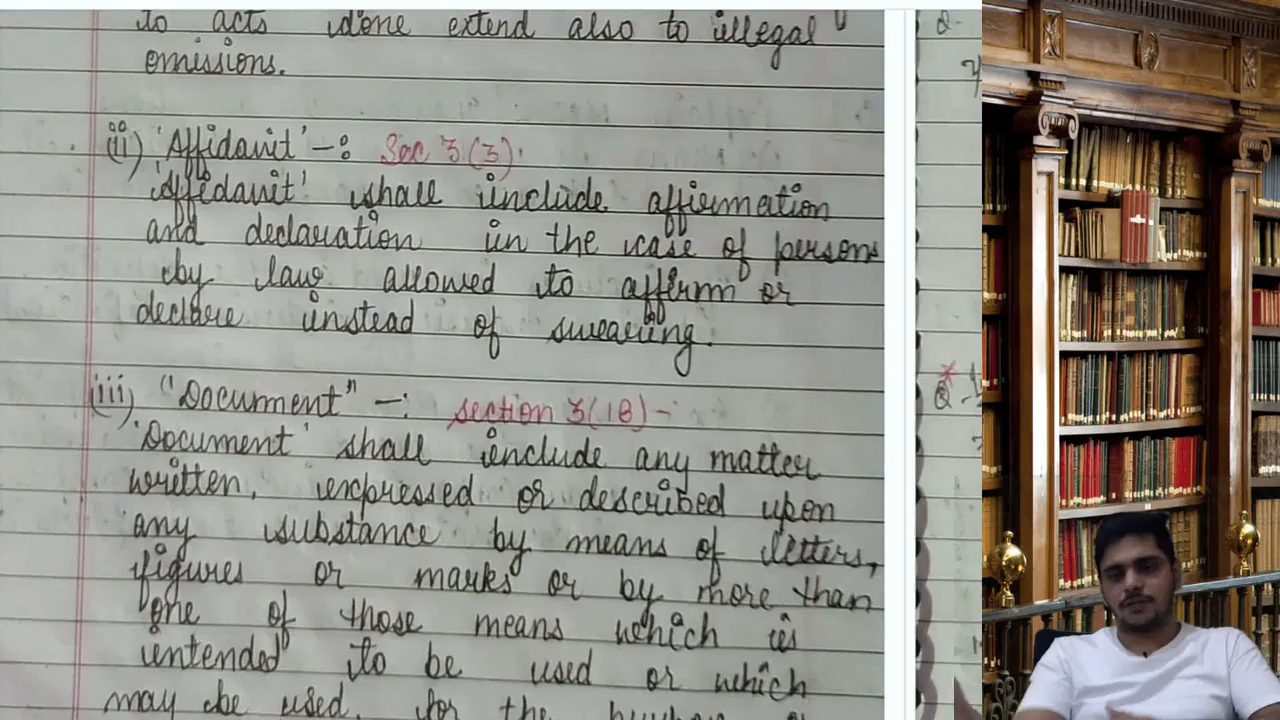 to acts done extend also to illegal
omissions.
(ii) 'Affidavit' -: Sec 3(3).
'Affidavit' shall include affirmation
and declaration in the case of persons
by law allowed to affirm or
declare instead of swearing.
(iii) "Document" -: section 3(18) -
'Document' shall include any matter
written, expressed or described upon
any substance by means of letters,
figures or marks or by more than
one of those means which is
intended to be used or which
may be used for the